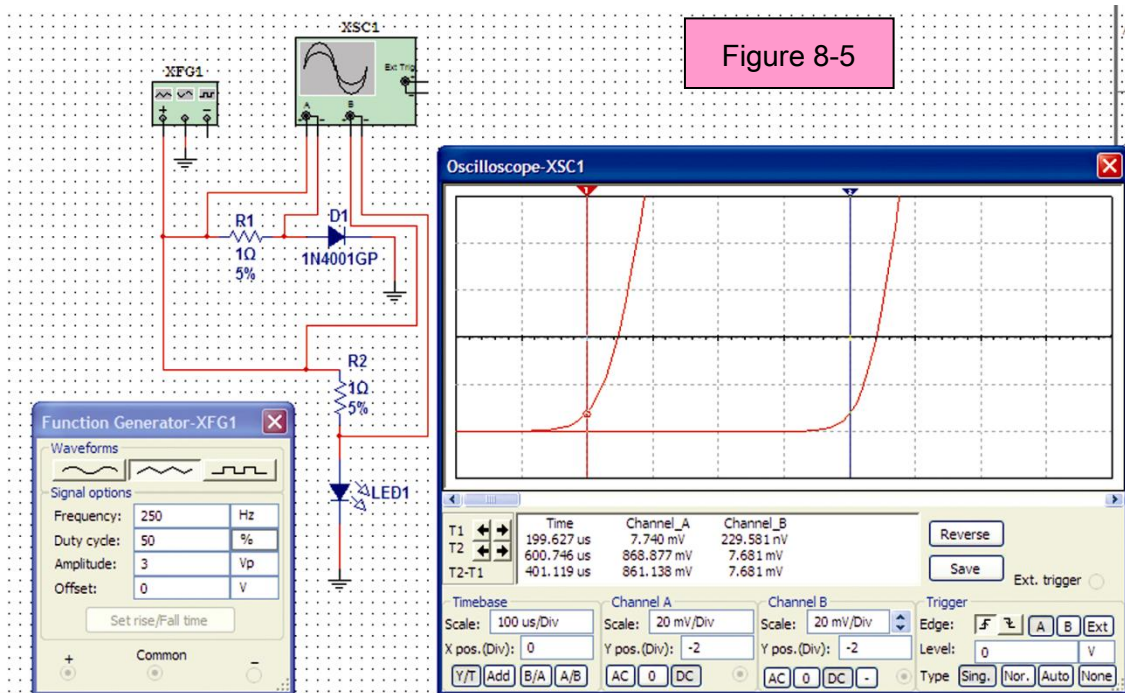 XSC1
Figure 8-5
XFG1
Ext Trig
+
A
B
R1
D1
1Ω
1N4001GP
5%
R2
1Ω
5%
LED1
Function Generator-XFG1
Waveforms
Signal options
Frequency: 250 Hz
Duty cycle: 50 %
Amplitude: 3 Vp
Offset: 0 V
Set rise/Fall time
+ Common -
Oscilloscope-XSC1
1 2
Time Channel_A Channel_B
T1 199.627 us 7.740 mV 229.581 nV
T2 600.746 us 868.877 mV 7.681 mV
T2-T1 401.119 us 861.138 mV 7.681 mV
Reverse
Save
Ext. trigger
Timebase Channel A Channel B Trigger
Scale: 100 us/Div Scale: 20 mV/Div Scale: 20 mV/Div Edge: A B Ext
X pos.(Div): 0 Y pos.(Div): -2 Y pos.(Div): -2 Level: 0 V
Y/T Add B/A A/B AC 0 DC AC 0 DC - Type Sing. Nor. Auto None